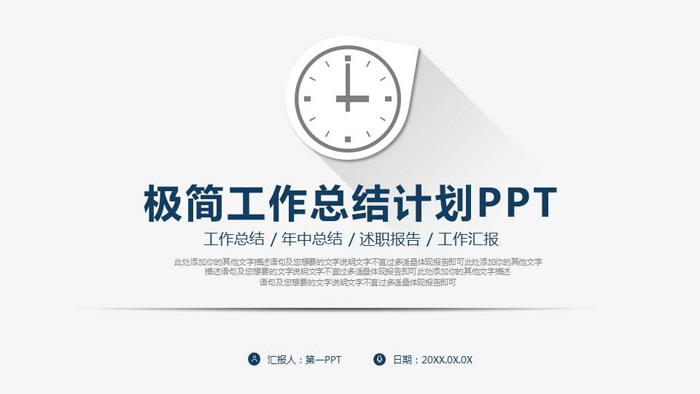 极简工作总结计划PPT
工作总结 / 年中总结 / 述职报告 / 工作汇报
此处添加你的其他文字描述语句及您想要的文字说明文字不宜过多适量体现报告即可此处添加你的其他文字
描述语句及您想要的文字说明文字不宜过多适量体现报告即可此处添加你的其他文字描述
语句及您想要的文字说明文字不宜过多适量体现报告即可
汇报人：第一PPT
日期：20XX.0X.0X